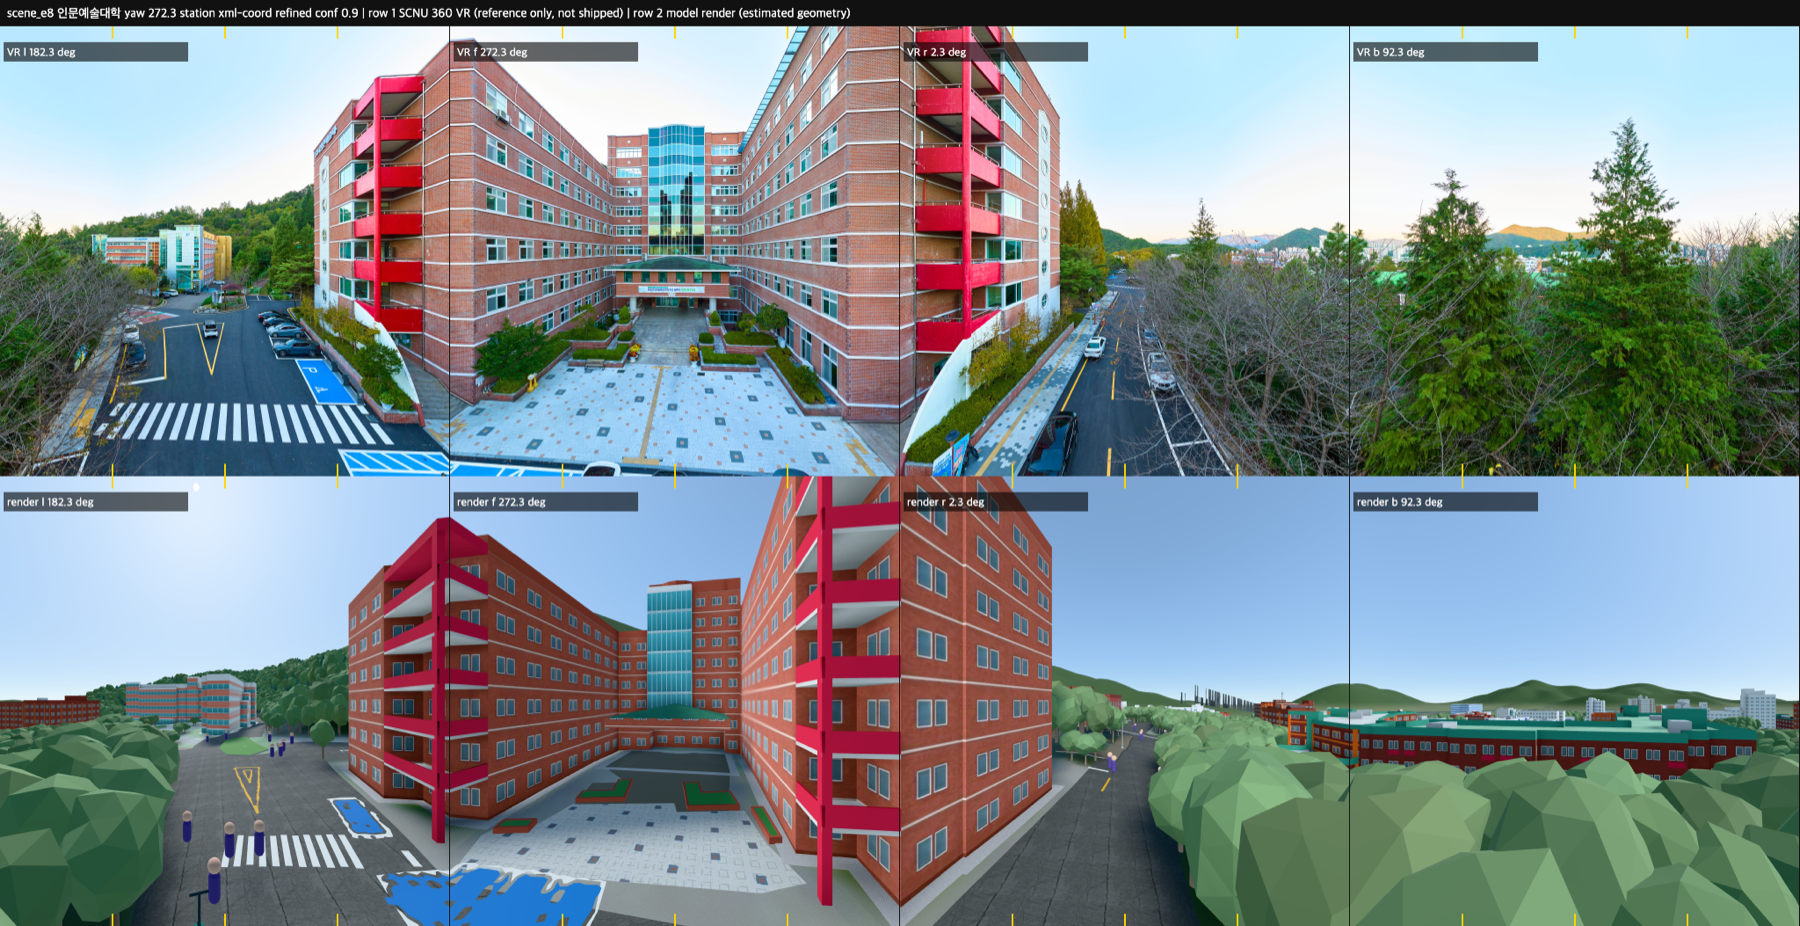 scene_e8 인문예술대학 yaw 272.3 station xml-coord refined conf 0.9 | row 1 SCNU 360 VR (reference only, not shipped) | row 2 model render (estimated geometry)
VR l 182.3 deg
VR f 272.3 deg
VR r 2.3 deg
VR b 92.3 deg
render l 182.3 deg
render f 272.3 deg
render r 2.3 deg
render b 92.3 deg